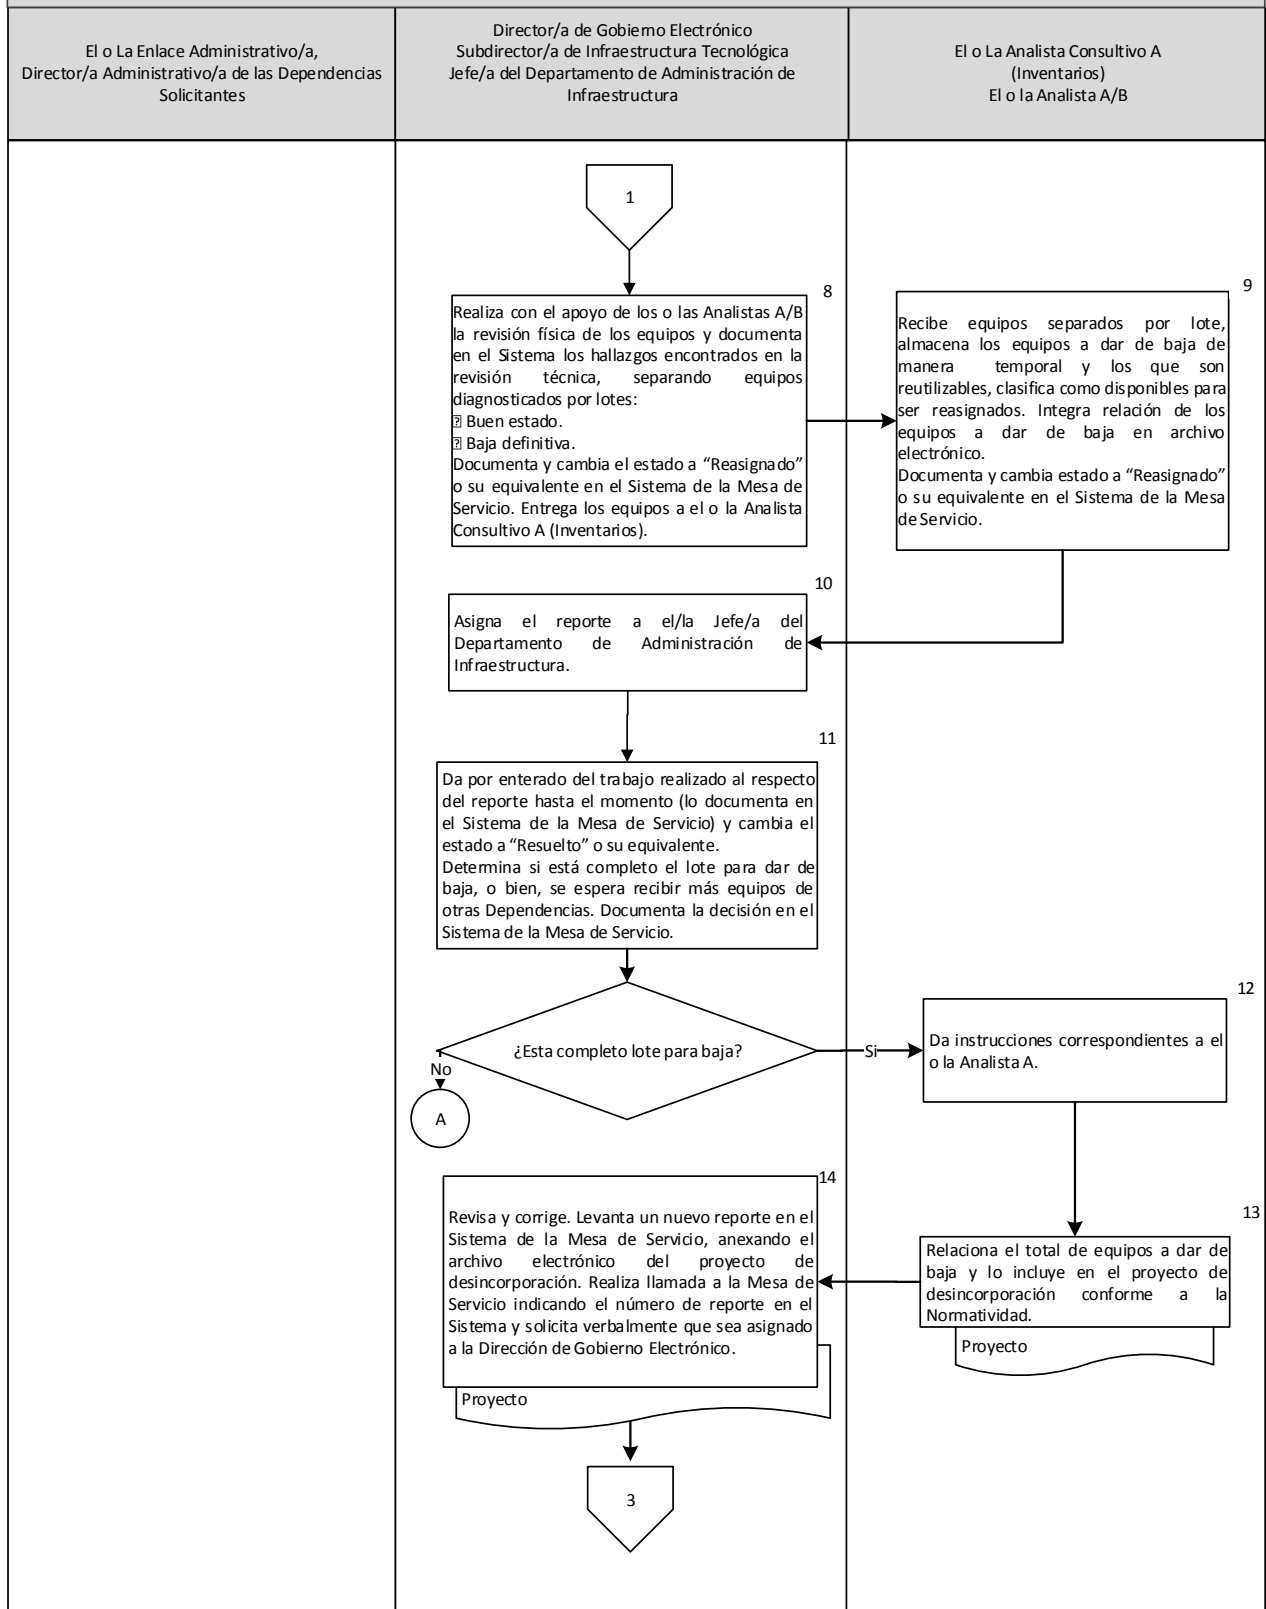 El o La Enlace Administrativo/a,
Director/a Administrativo/a de las Dependencias
Solicitantes
Director/a de Gobierno Electrónico
Subdirector/a de Infraestructura Tecnológica
Jefe/a del Departamento de Administración de
Infraestructura
El o La Analista Consultivo A
(Inventarios)
El o la Analista A/B
1
8
Realiza con el apoyo de los o las Analistas A/B
la revisión física de los equipos y documenta
en el Sistema los hallazgos encontrados en la
revisión técnica, separando equipos
diagnosticados por lotes:
Buen estado.
Baja definitiva.
Documenta y cambia el estado a “Reasignado”
o su equivalente en el Sistema de la Mesa de
Servicio. Entrega los equipos a el o la Analista
Consultivo A (Inventarios).
9
Recibe equipos separados por lote,
almacena los equipos a dar de baja de
manera temporal y los que son
reutilizables, clasifica como disponibles para
ser reasignados. Integra relación de los
equipos a dar de baja en archivo
electrónico.
Documenta y cambia estado a “Reasignado”
o su equivalente en el Sistema de la Mesa
de Servicio.
10
Asigna el reporte a el/la Jefe/a del
Departamento de Administración de
Infraestructura.
11
Da por enterado del trabajo realizado al respecto
del reporte hasta el momento (lo documenta en
el Sistema de la Mesa de Servicio) y cambia el
estado a “Resuelto” o su equivalente.
Determina si está completo el lote para dar de
baja, o bien, se espera recibir más equipos de
otras Dependencias. Documenta la decisión en el
Sistema de la Mesa de Servicio.
¿Esta completo lote para baja?
Si
No
A
12
Da instrucciones correspondientes a el
o la Analista A.
13
Relaciona el total de equipos a dar de
baja y lo incluye en el proyecto de
desincorporación conforme a la
Normatividad.
Proyecto
14
Revisa y corrige. Levanta un nuevo reporte en el
Sistema de la Mesa de Servicio, anexando el
archivo electrónico del proyecto de
desincorporación. Realiza llamada a la Mesa de
Servicio indicando el número de reporte en el
Sistema y solicita verbalmente que sea asignado
a la Dirección de Gobierno Electrónico.
Proyecto
3